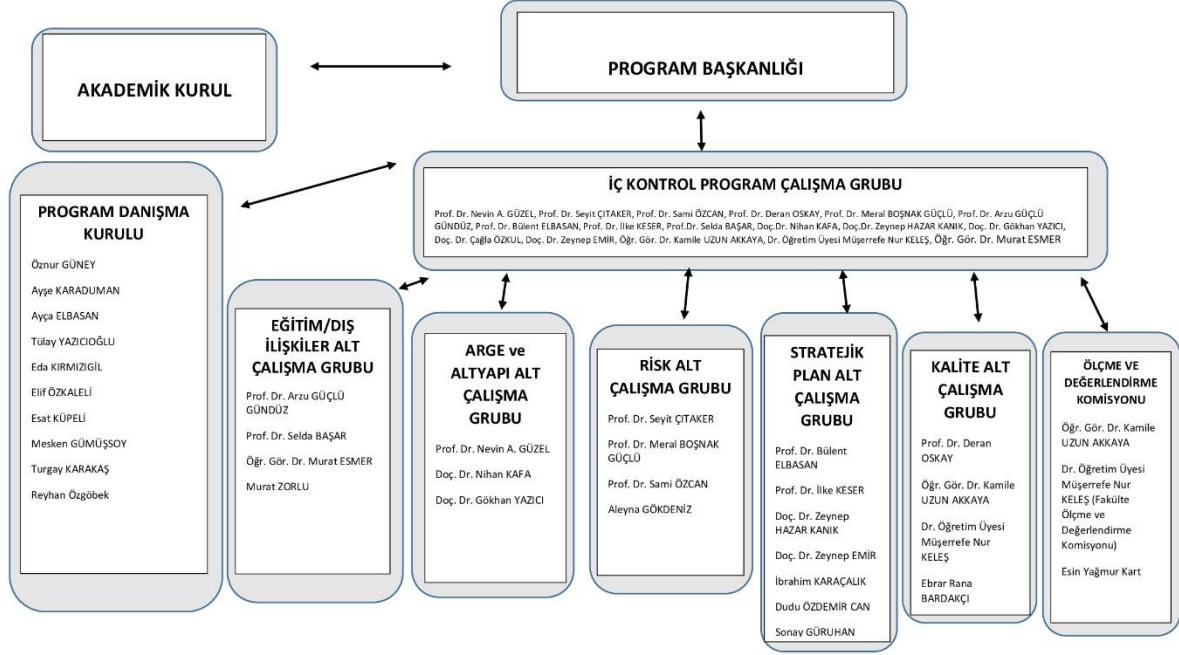 AKADEMİK KURUL
PROGRAM BAŞKANLIĞI
İÇ KONTROL PROGRAM ÇALIŞMA GRUBU
Prof. Dr. Nevin A. GÜZEL, Prof. Dr. Seyit ÇITAKER, Prof. Dr. Sami ÖZCAN, Prof. Dr. Deran OSKAY, Prof. Dr. Meral BOŞNAK GÜÇLÜ, Prof. Dr. Arzu GÜÇLÜ
GÜNDÜZ, Prof. Dr. Bülent ELBASAN, Prof. Dr. İlke KESER, Prof.Dr. Selda BAŞAR, Doç.Dr. Nihan KAFA, Doç.Dr. Zeynep HAZAR KANIK, Doç. Dr. Gökhan YAZICI,
Doç. Dr. Çağla ÖZKUL, Doç. Dr. Zeynep EMİR, Öğr. Gör. Dr. Kamile UZUN AKKAYA, Dr. Öğretim Üyesi Müşerrefe Nur KELEŞ, Öğr. Gör. Dr. Murat ESMER
PROGRAM DANIŞMA
KURULU
Öznur GÜNEY
Ayşe KARADUMAN
Ayça ELBASAN
Tülay YAZICIOĞLU
Eda KIRMIZIGİL
Elif ÖZKALELİ
Esat KÜPELİ
Mesken GÜMÜŞSOY
Turgay KARAKAŞ
Reyhan Özgöbek
EĞİTİM/DIŞ
İLİŞKİLER ALT
ÇALIŞMA GRUBU
Prof. Dr. Arzu GÜÇLÜ
GÜNDÜZ
Prof. Dr. Selda BAŞAR
Öğr. Gör. Dr. Murat ESMER
Murat ZORLU
ARGE ve
ALTYAPI ALT
ÇALIŞMA
GRUBU
Prof. Dr. Nevin A. GÜZEL
Doç. Dr. Nihan KAFA
Doç. Dr. Gökhan YAZICI
RİSK ALT
ÇALIŞMA GRUBU
Prof. Dr. Seyit ÇITAKER
Prof. Dr. Meral BOŞNAK
GÜÇLÜ
Prof. Dr. Sami ÖZCAN
Aleyna GÖKDENİZ
STRATEJİK
PLAN ALT
ÇALIŞMA
GRUBU
Prof. Dr. Bülent
ELBASAN
Prof. Dr. İlke KESER
Doç. Dr. Zeynep
HAZAR KANIK
Doç. Dr. Zeynep EMİR
İbrahim KARAÇALIK
Dudu ÖZDEMİR CAN
Sonay GÜRUHAN
KALİTE ALT
ÇALIŞMA
GRUBU
Prof. Dr. Deran
OSKAY
Öğr. Gör. Dr. Kamile
UZUN AKKAYA
Dr. Öğretim Üyesi
Müşerrefe Nur
KELEŞ
Ebrar Rana
BARDAKÇI
ÖLÇME VE
DEĞERLENDİRME
KOMİSYONU
Öğr. Gör. Dr. Kamile
UZUN AKKAYA
Dr. Öğretim Üyesi
Müşerrefe Nur
KELEŞ (Fakülte
Ölçme ve
Değerlendirme
Komisyonu)
Esin Yağmur Kart